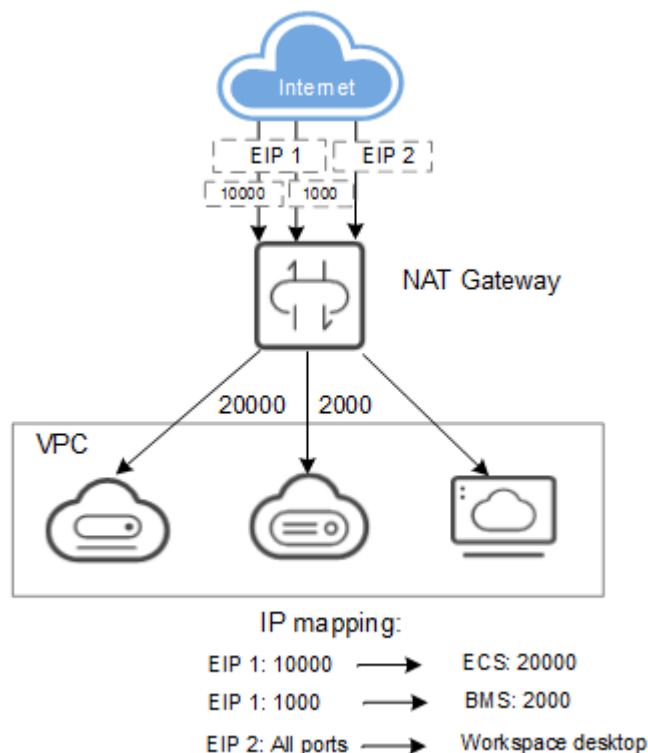 Internet
EIP 1
EIP 2
10000
1000
NAT Gateway
20000
2000
VPC
IP mapping:
EIP 1: 10000 ECS: 20000
EIP 1: 1000 BMS: 2000
EIP 2: All ports Workspace desktop